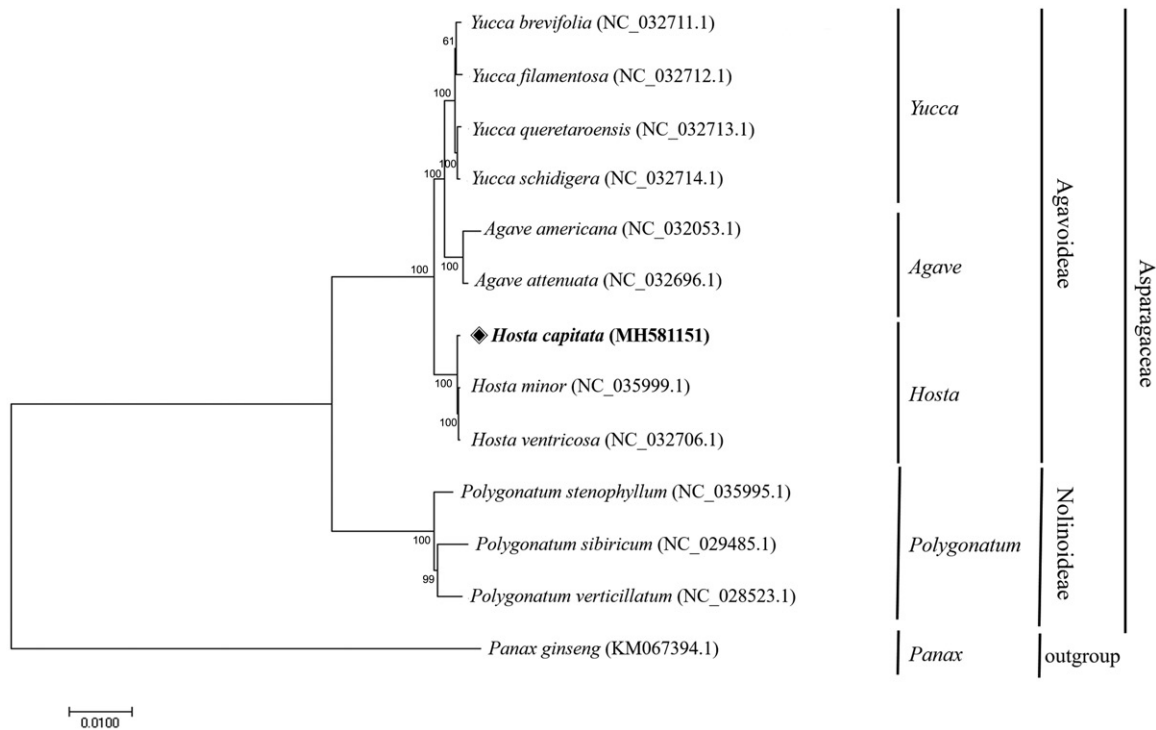 Yucca brevifolia (NC_032711.1)
61
Yucca filamentosa (NC_032712.1)
100
Yucca queretaroensis (NC_032713.1)
100
Yucca schidigera (NC_032714.1)
100
Agave americana (NC_032053.1)
100
100
Agave attenuata (NC_032696.1)
Hosta capitata (MH581151)
100
Hosta minor (NC_035999.1)
100
Hosta ventricosa (NC_032706.1)
Polygonatum stenophyllum (NC_035995.1)
100
Polygonatum sibiricum (NC_029485.1)
99
Polygonatum verticillatum (NC_028523.1)
Panax ginseng (KM067394.1)
0.0100
Yucca
Agave
Hosta
Polygonatum
Panax
Agavoideae
Nolinoideae
outgroup
Asparagaceae